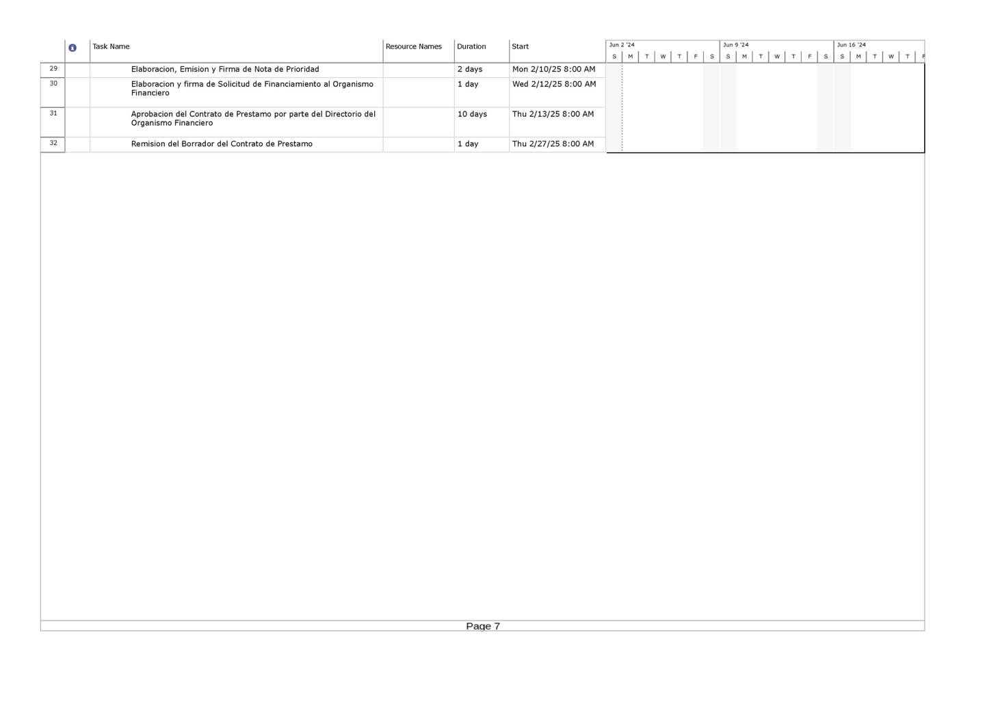 Task Name Resource Names Duration Start Jun 2 '24 Jun 9 '24 Jun 16 '24
S M T W T F S S M T W T F S S M T W T F
29 Elaboracion, Emision y Firma de Nota de Prioridad 2 days Mon 2/10/25 8:00 AM
30 Elaboracion y firma de Solicitud de Financiamiento al Organismo 1 day Wed 2/12/25 8:00 AM
Financiero
31 Aprobacion del Contrato de Prestamo por parte del Directorio del 10 days Thu 2/13/25 8:00 AM
Organismo Financiero
32 Remision del Borrador del Contrato de Prestamo 1 day Thu 2/27/25 8:00 AM
Page 7